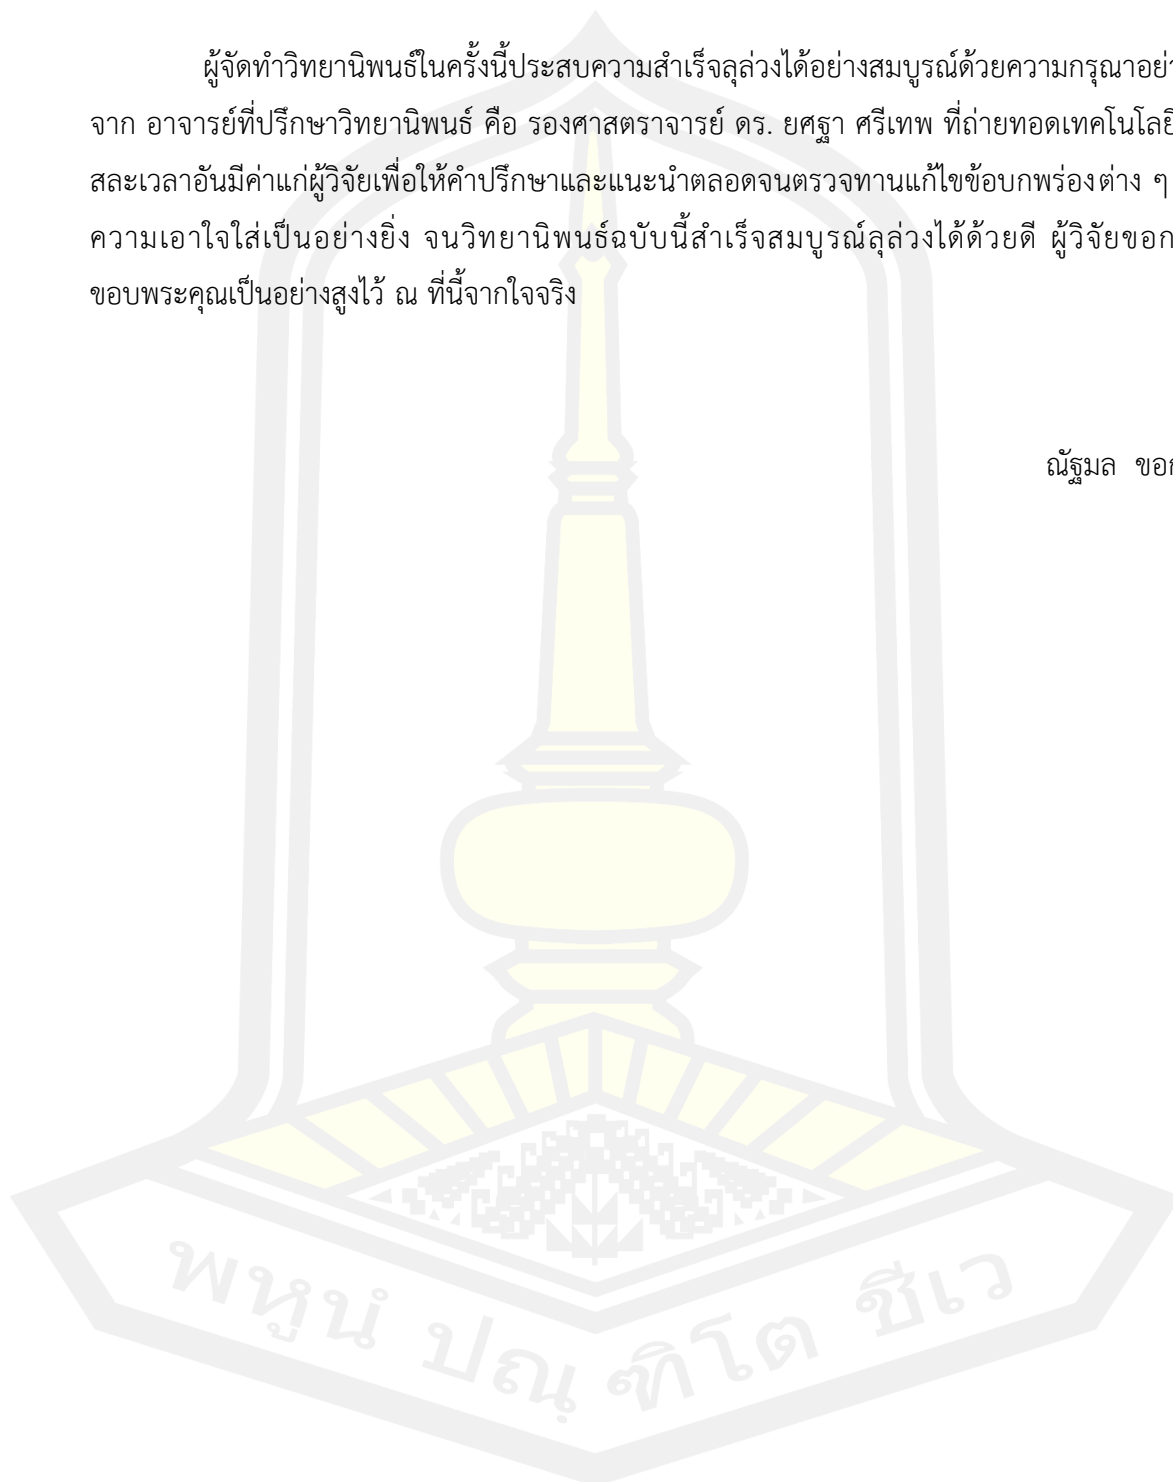 ผู้จัดทำวิทยานิพนธ์ในครั้งนี้ประสบความสำเร็จลุล่วงได้อย่างสมบูรณ์ด้วยความกรุณา
จาก อาจารย์ที่ปรึกษาวิทยานิพนธ์ คือ รองศาสตราจารย์ ดร. ยศฐา ศรีเทพ ที่ถ่ายทอดเทคโนโลยี
สละเวลาอันมีค่าแก่ผู้วิจัยเพื่อให้คำปรึกษาและแนะนำตลอดจนตรวจทานแก้ไขข้อบกพร่องต่าง ๆ
ความเอาใจใส่เป็นอย่างยิ่ง จนวิทยานิพนธ์ฉบับนี้สำเร็จสมบูรณ์ลุล่วงได้ด้วยดี ผู้วิจัย
ขอบพระคุณเป็นอย่างสูงไว้ ณ ที่นี้จากใจจริง
ณัฐมล
พหูนํ ปณฺฑิโต ชีเว